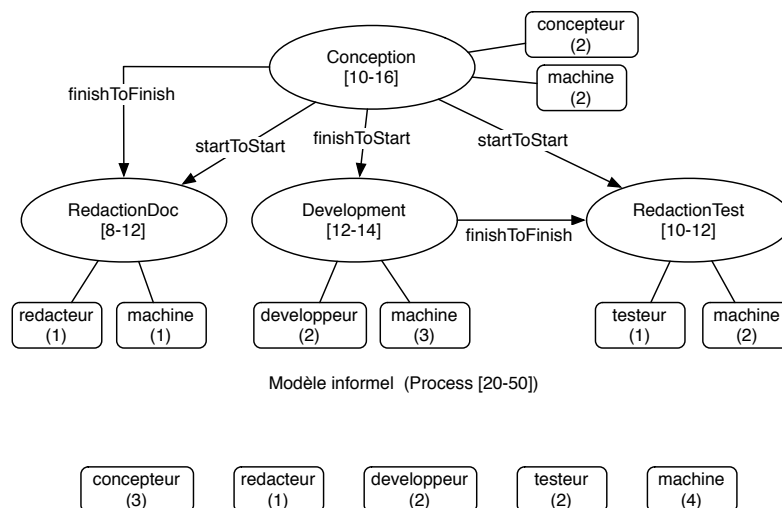 concepteur
(2)
Conception
[10-16]
machine
(2)
finishToFinish
startToStart
finishToStart
startToStart
RedactionDoc
[8-12]
Development
[12-14]
RedactionTest
[10-12]
finishToFinish
redacteur
(1)
machine
(1)
developpeur
(2)
machine
(3)
testeur
(1)
machine
(2)
Modèle informel (Process [20-50])
concepteur
(3)
redacteur
(1)
developpeur
(2)
testeur
(2)
machine
(4)